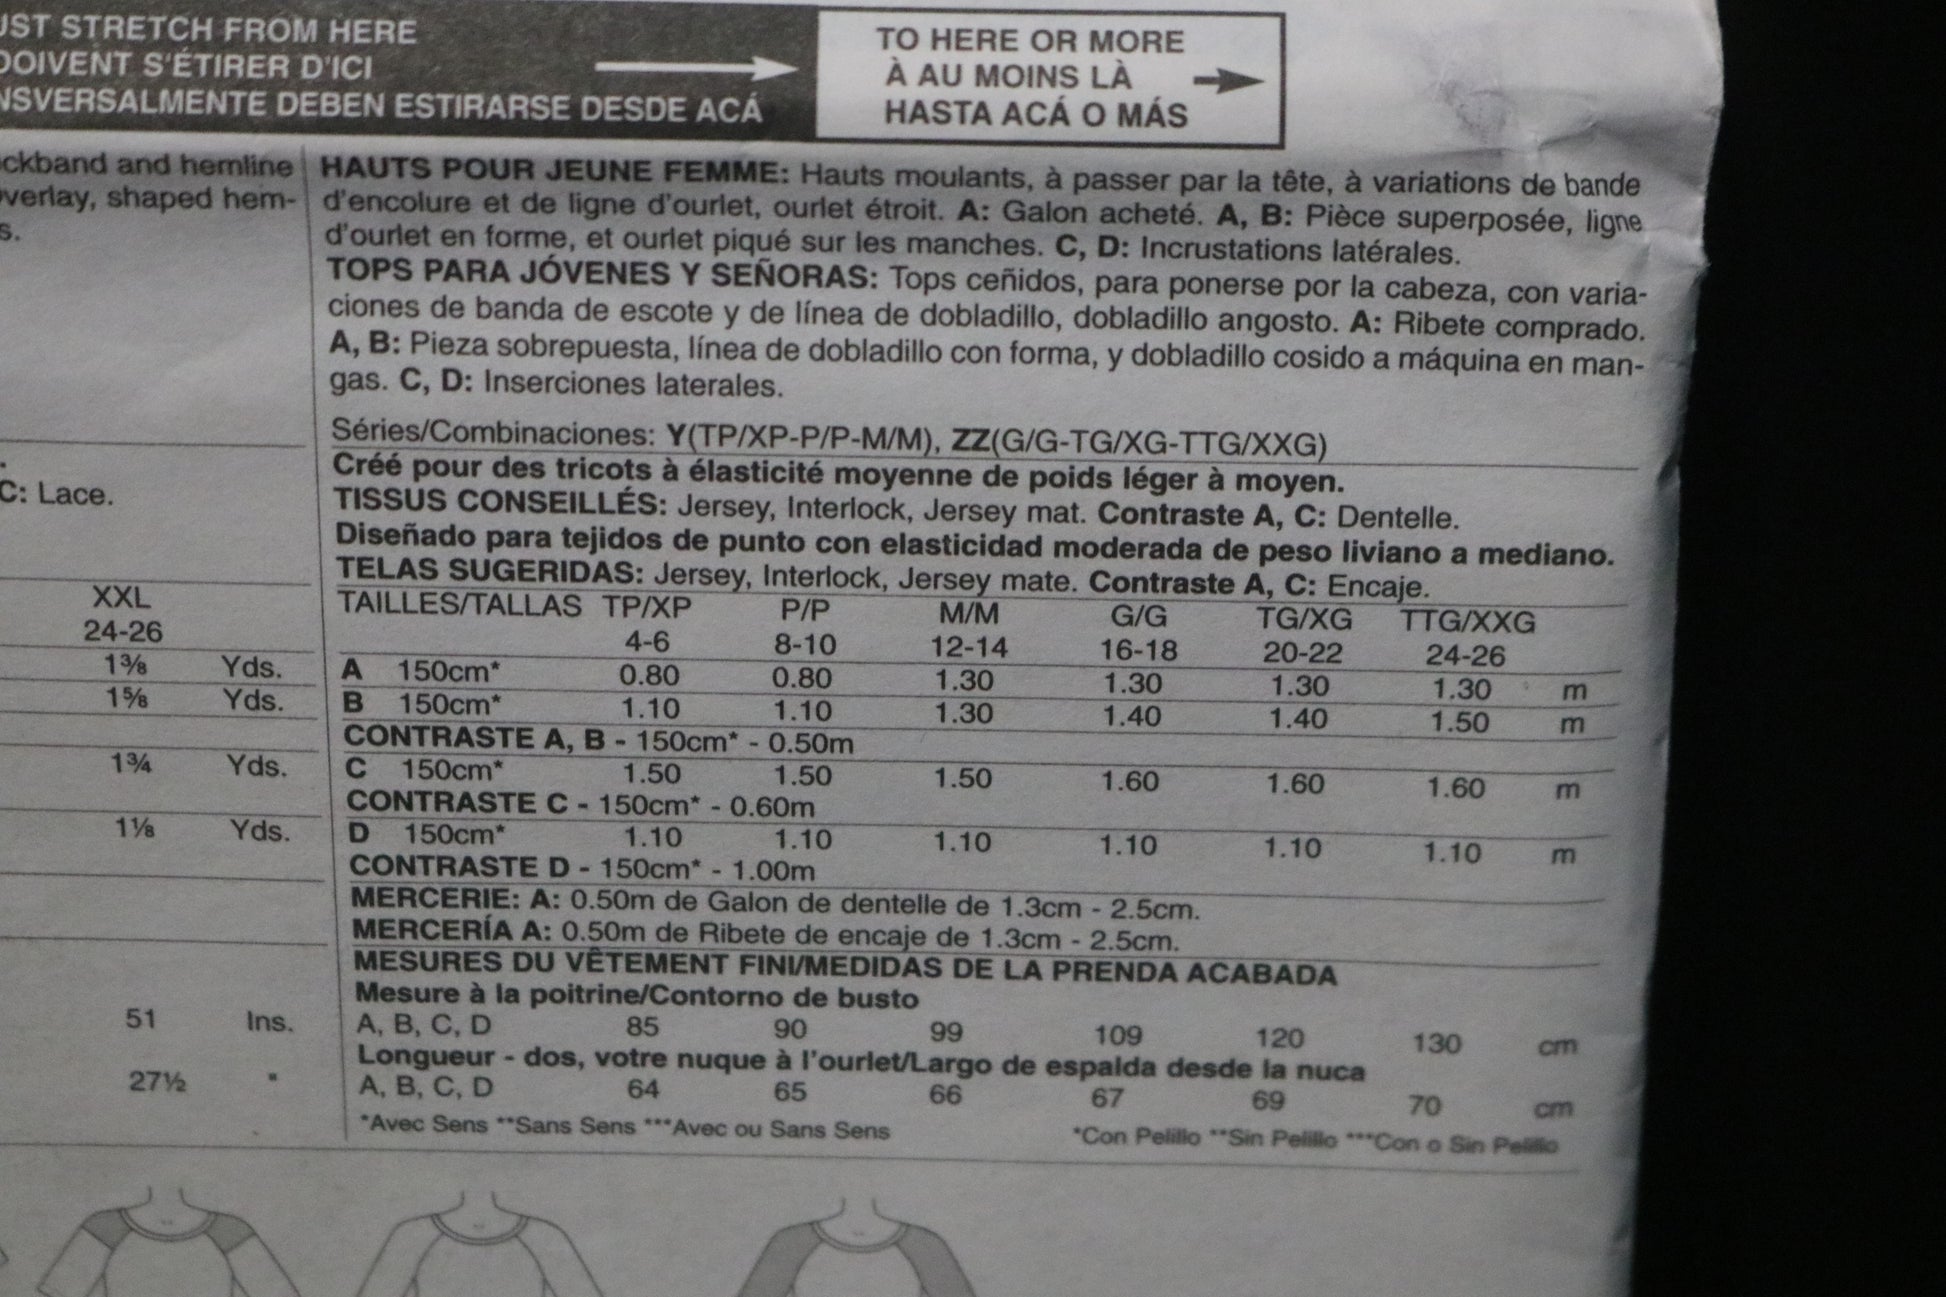 UST STRETCH FROM HERE
DOIVENT S'ÉTIRER D'ICI
NSVERSALMENTE DEBEN ESTIRARSE DESDE ACÁ
TO HERE OR MORE
À AU MOINS LÀ
HASTA ACÁ O MÁS
ckband and hemline
verlay, shaped hem-
s.
C: Lace.
XXL
24-26
1⅜ Yds.
1⅝ Yds.
1¾ Yds.
1⅛ Yds.
51 Ins.
27½ "
HAUTS POUR JEUNE FEMME: Hauts moulants, à passer par la tête, à variations de bande
d'encolure et de ligne d'ourlet, ourlet étroit. A: Galon acheté. A, B: Pièce superposée, ligne
d'ourlet en forme, et ourlet piqué sur les manches. C, D: Incrustations latérales.
TOPS PARA JÓVENES Y SEÑORAS: Tops ceñidos, para ponerse por la cabeza, con varia-
ciones de banda de escote y de línea de dobladillo, dobladillo angosto. A: Ribete comprado.
A, B: Pieza sobrepuesta, línea de dobladillo con forma, y dobladillo cosido a máquina en man-
gas. C, D: Inserciones laterales.
Séries/Combinaciones: Y(TP/XP-P/P-M/M), ZZ(G/G-TG/XG-TTG/XXG)
Créé pour des tricots à élasticité moyenne de poids léger à moyen.
TISSUS CONSEILLÉS: Jersey, Interlock, Jersey mat. Contraste A, C: Dentelle.
Diseñado para tejidos de punto con elasticidad moderada de peso liviano a mediano.
TELAS SUGERIDAS: Jersey, Interlock, Jersey mate. Contraste A, C: Encaje.
TAILLES/TALLAS TP/XP P/P M/M G/G TG/XG TTG/XXG
4-6 8-10 12-14 16-18 20-22 24-26
A 150cm* 0.80 0.80 1.30 1.30 1.30 1.30 m
B 150cm* 1.10 1.10 1.30 1.40 1.40 1.50 m
CONTRASTE A, B - 150cm* - 0.50m
C 150cm* 1.50 1.50 1.50 1.60 1.60 1.60 m
CONTRASTE C - 150cm* - 0.60m
D 150cm* 1.10 1.10 1.10 1.10 1.10 1.10 m
CONTRASTE D - 150cm* - 1.00m
MERCERIE: A: 0.50m de Galon de dentelle de 1.3cm - 2.5cm.
MERCERÍA A: 0.50m de Ribete de encaje de 1.3cm - 2.5cm.
MESURES DU VÊTEMENT FINI/MEDIDAS DE LA PRENDA ACABADA
Mesure à la poitrine/Contorno de busto
A, B, C, D 85 90 99 109 120 130 cm
Longueur - dos, votre nuque à l'ourlet/Largo de espalda desde la nuca
A, B, C, D 64 65 66 67 69 70 cm
*Avec Sens **Sans Sens ***Avec ou Sans Sens *Con Pelillo **Sin Pelillo ***Con o Sin Pelillo